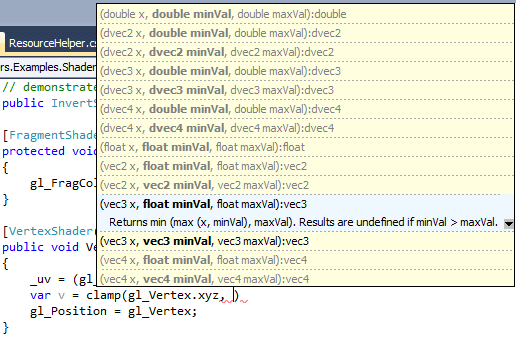 ResourceHelper.cs
rs.Examples.Shader
// demonstrate
public InvertS
[FragmentShade
protected void
{
gl_FragCol
}
[VertexShader(
public void Ve
{
_uv = (gl_
(double x, double minVal, double maxVal):double
(dvec2 x, double minVal, double maxVal):dvec2
(dvec2 x, dvec2 minVal, dvec2 maxVal):dvec2
(dvec3 x, double minVal, double maxVal):dvec3
(dvec3 x, dvec3 minVal, dvec3 maxVal):dvec3
(dvec4 x, double minVal, double maxVal):dvec4
(dvec4 x, dvec4 minVal, dvec4 maxVal):dvec4
(float x, float minVal, float maxVal):float
(vec2 x, float minVal, float maxVal):vec2
(vec2 x, vec2 minVal, vec2 maxVal):vec2
(vec3 x, float minVal, float maxVal):vec3
Returns min (max (x, minVal), maxVal). Results are undefined if minVal > maxVal.
(vec3 x, vec3 minVal, vec3 maxVal):vec3
(vec4 x, float minVal, float maxVal):vec4
(vec4 x, vec4 minVal, vec4 maxVal):vec4
var v = clamp(gl_Vertex.xyz, )
gl_Position = gl_Vertex;
}